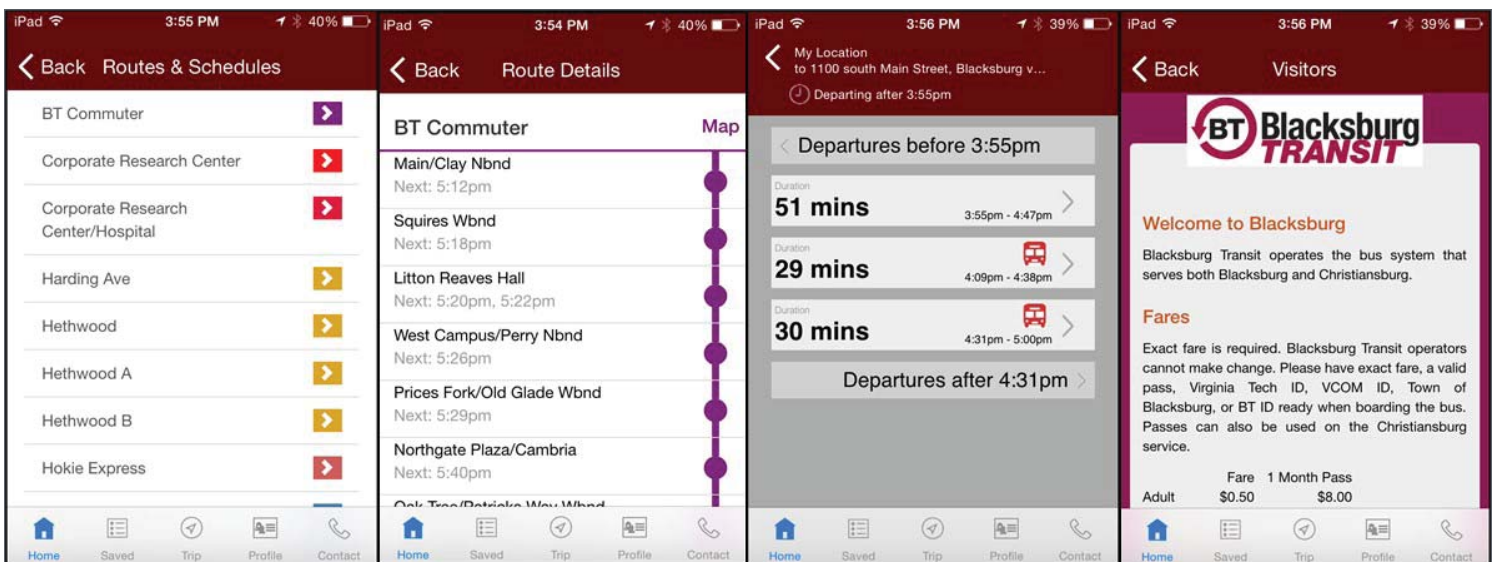 iPad 3:55 PM 40%
Back Routes & Schedules
BT Commuter
Corporate Research Center
Corporate Research
Center/Hospital
Harding Ave
Hethwood
Hethwood A
Hethwood B
Hokie Express
Home Saved Trip Profile Contact
iPad 3:54 PM 40%
Back Route Details
BT Commuter Map
Main/Clay Nbnd
Next: 5:12pm
Squires Wbnd
Next: 5:18pm
Litton Reaves Hall
Next: 5:20pm, 5:22pm
West Campus/Perry Nbnd
Next: 5:26pm
Prices Fork/Old Glade Wbnd
Next: 5:29pm
Northgate Plaza/Cambria
Next: 5:40pm
Oak Tree/Patricks Way Wbnd
Home Saved Trip Profile Contact
iPad 3:56 PM 39%
My Location
to 1100 south Main Street, Blacksburg v...
Departing after 3:55pm
Departures before 3:55pm
Duration
51 mins 3:55pm - 4:47pm
Duration
29 mins 4:09pm - 4:38pm
Duration
30 mins 4:31pm - 5:00pm
Departures after 4:31pm
Home Saved Trip Profile Contact
iPad 3:56 PM 39%
Back Visitors
BT Blacksburg
TRANSIT
Welcome to Blacksburg
Blacksburg Transit operates the bus system that
serves both Blacksburg and Christiansburg.
Fares
Exact fare is required. Blacksburg Transit operators
cannot make change. Please have exact fare, a valid
pass, Virginia Tech ID, VCOM ID, Town of
Blacksburg, or BT ID ready when boarding the bus.
Passes can also be used on the Christiansburg
service.
Fare 1 Month Pass
Adult $0.50 $8.00
Home Saved Trip Profile Contact